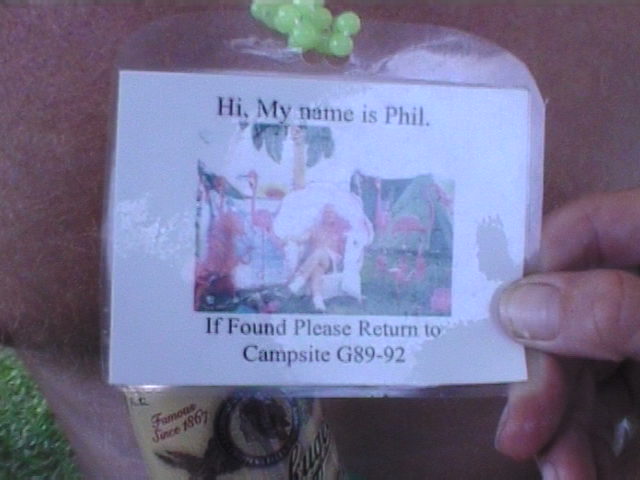 Hi, My name is Phil.
If Found Please Return to
Campsite G89-92
Famous
Since 1867